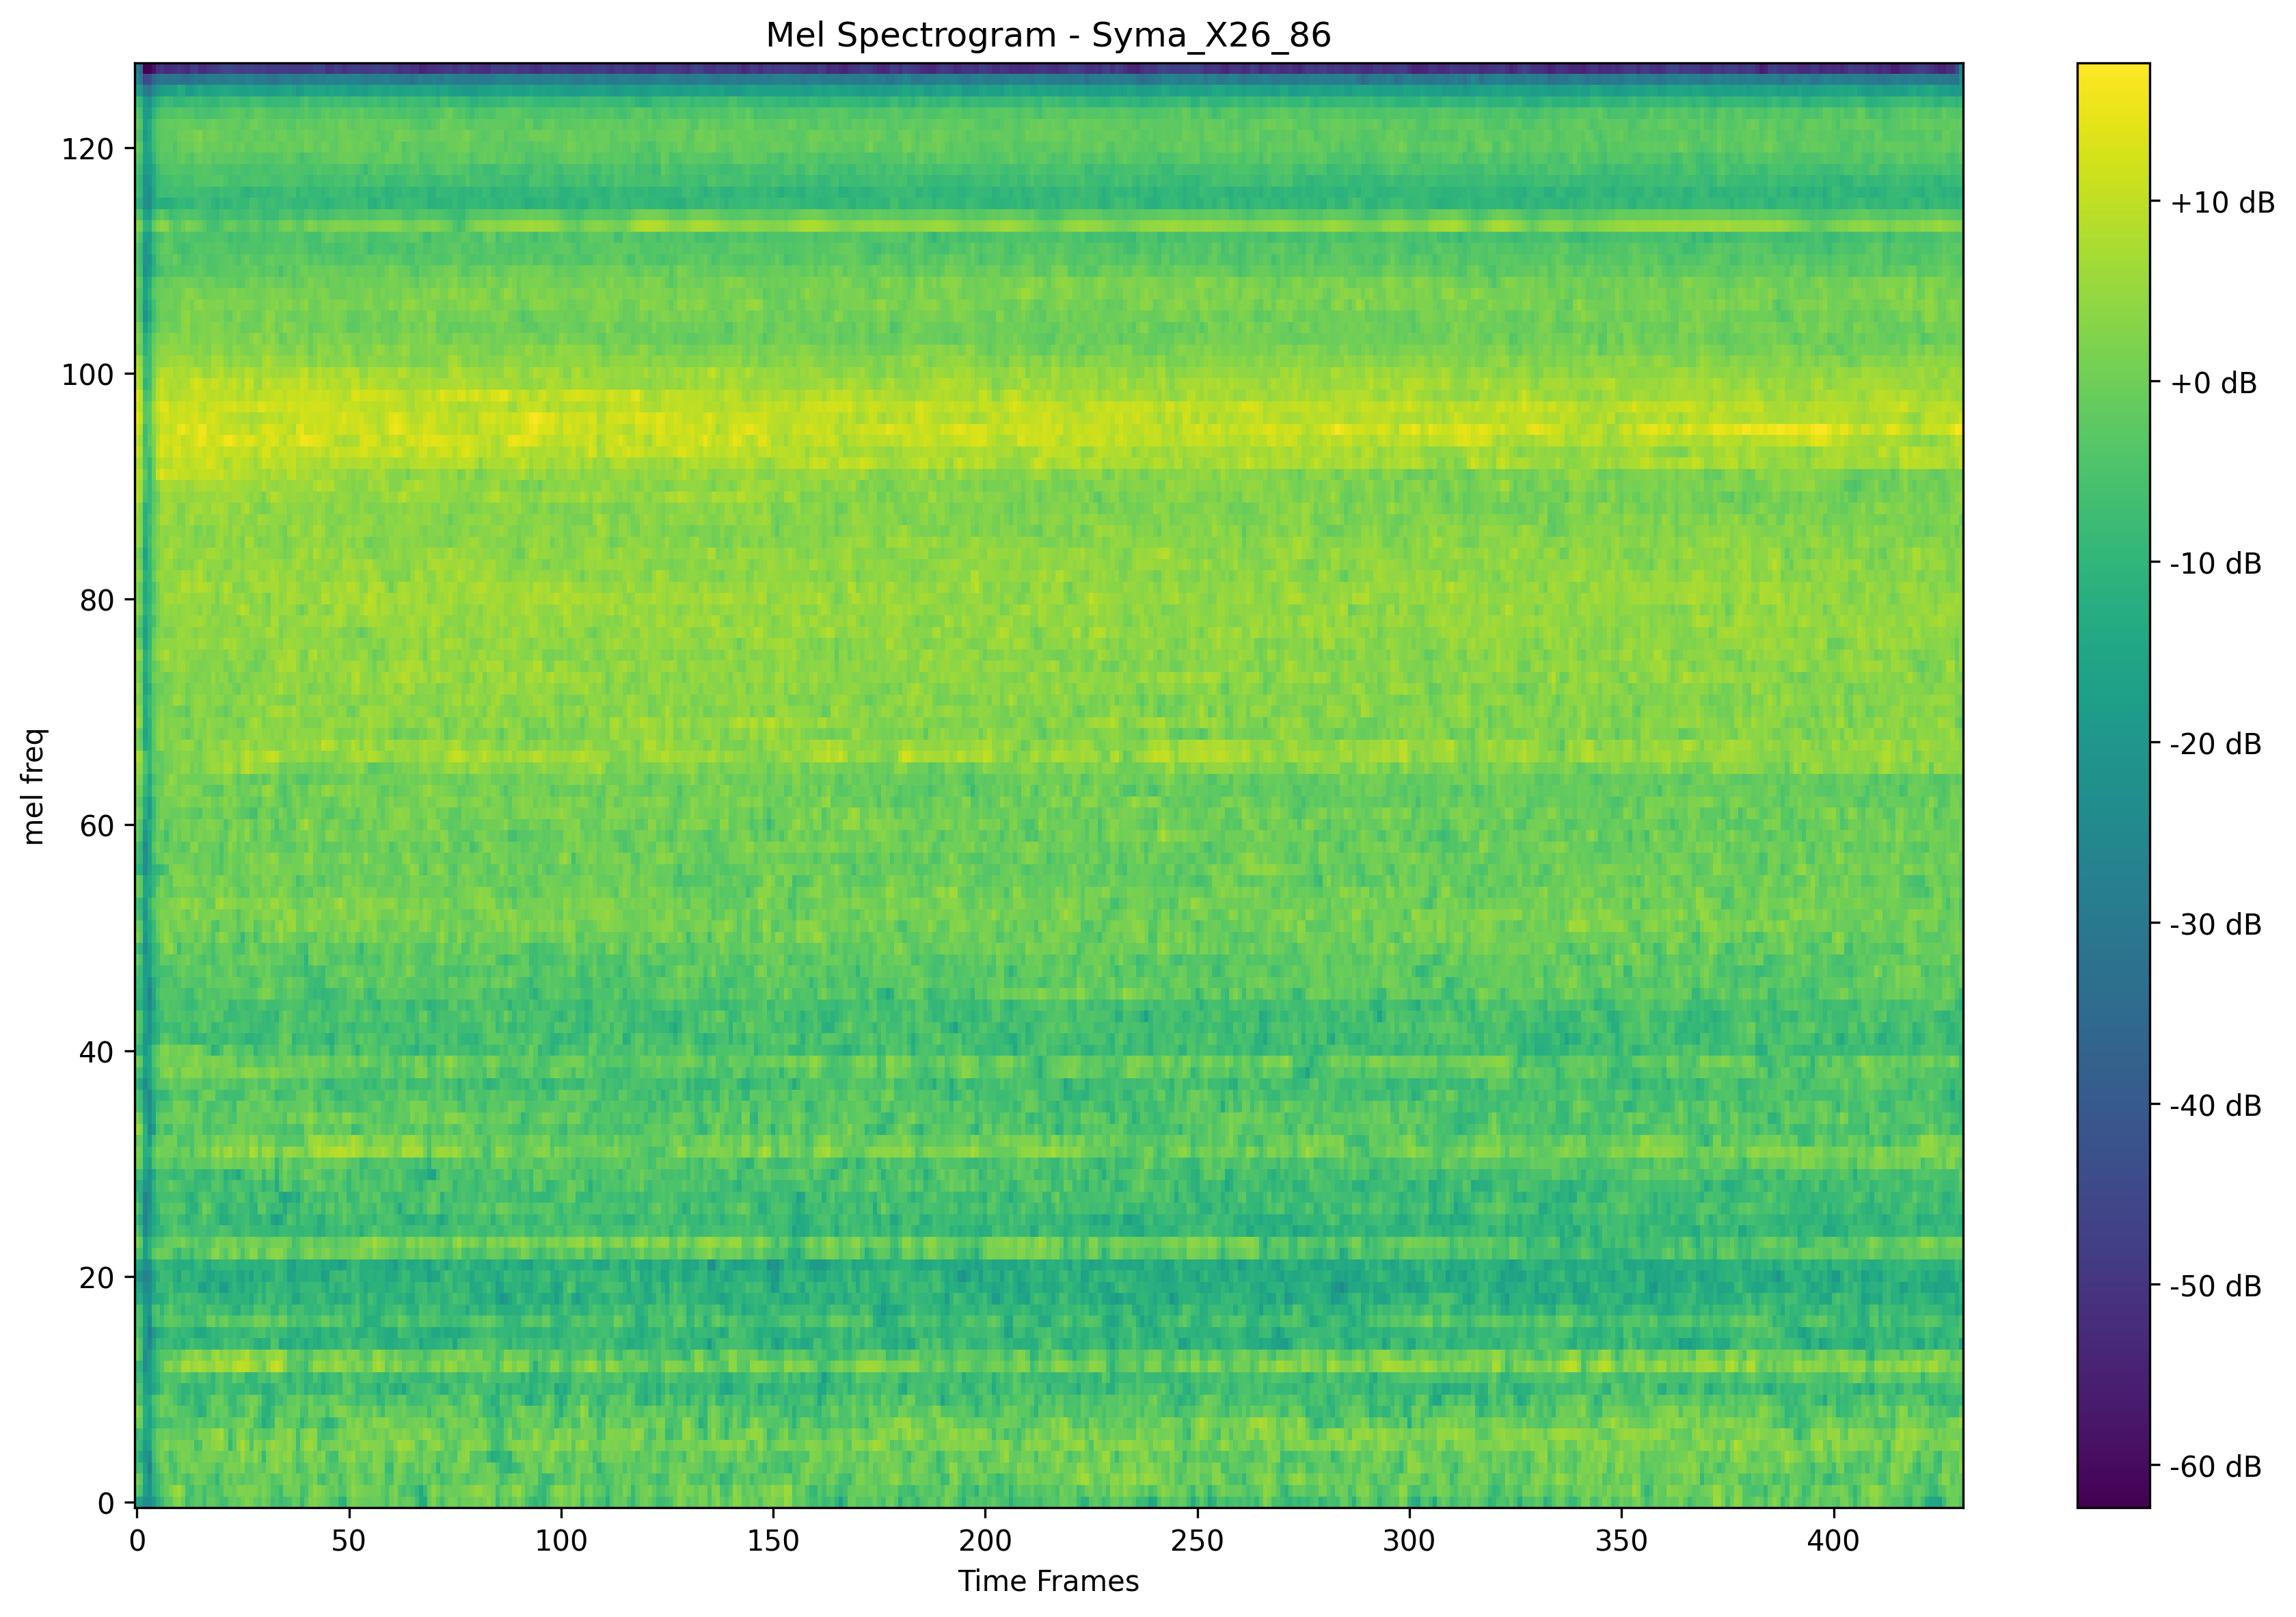 Mel Spectrogram - Syma_X26_86
mel freq
120
100
80
60
40
20
0
0 50 100 150 200 250 300 350 400
Time Frames
+10 dB
+0 dB
-10 dB
-20 dB
-30 dB
-40 dB
-50 dB
-60 dB